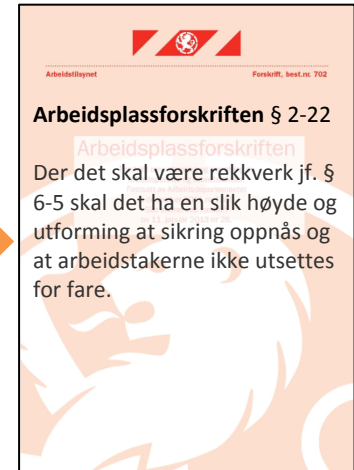 Arbeidstilsynet Forskrift, best.nr. 702
Arbeidsplassforskriften § 2-22
Arbeidsplassforskriften
Der det skal være rekkverk jf. §
6-5 skal det ha en slik høyde og
utforming at sikring oppnås og
at arbeidstakerne ikke utsettes
for fare.